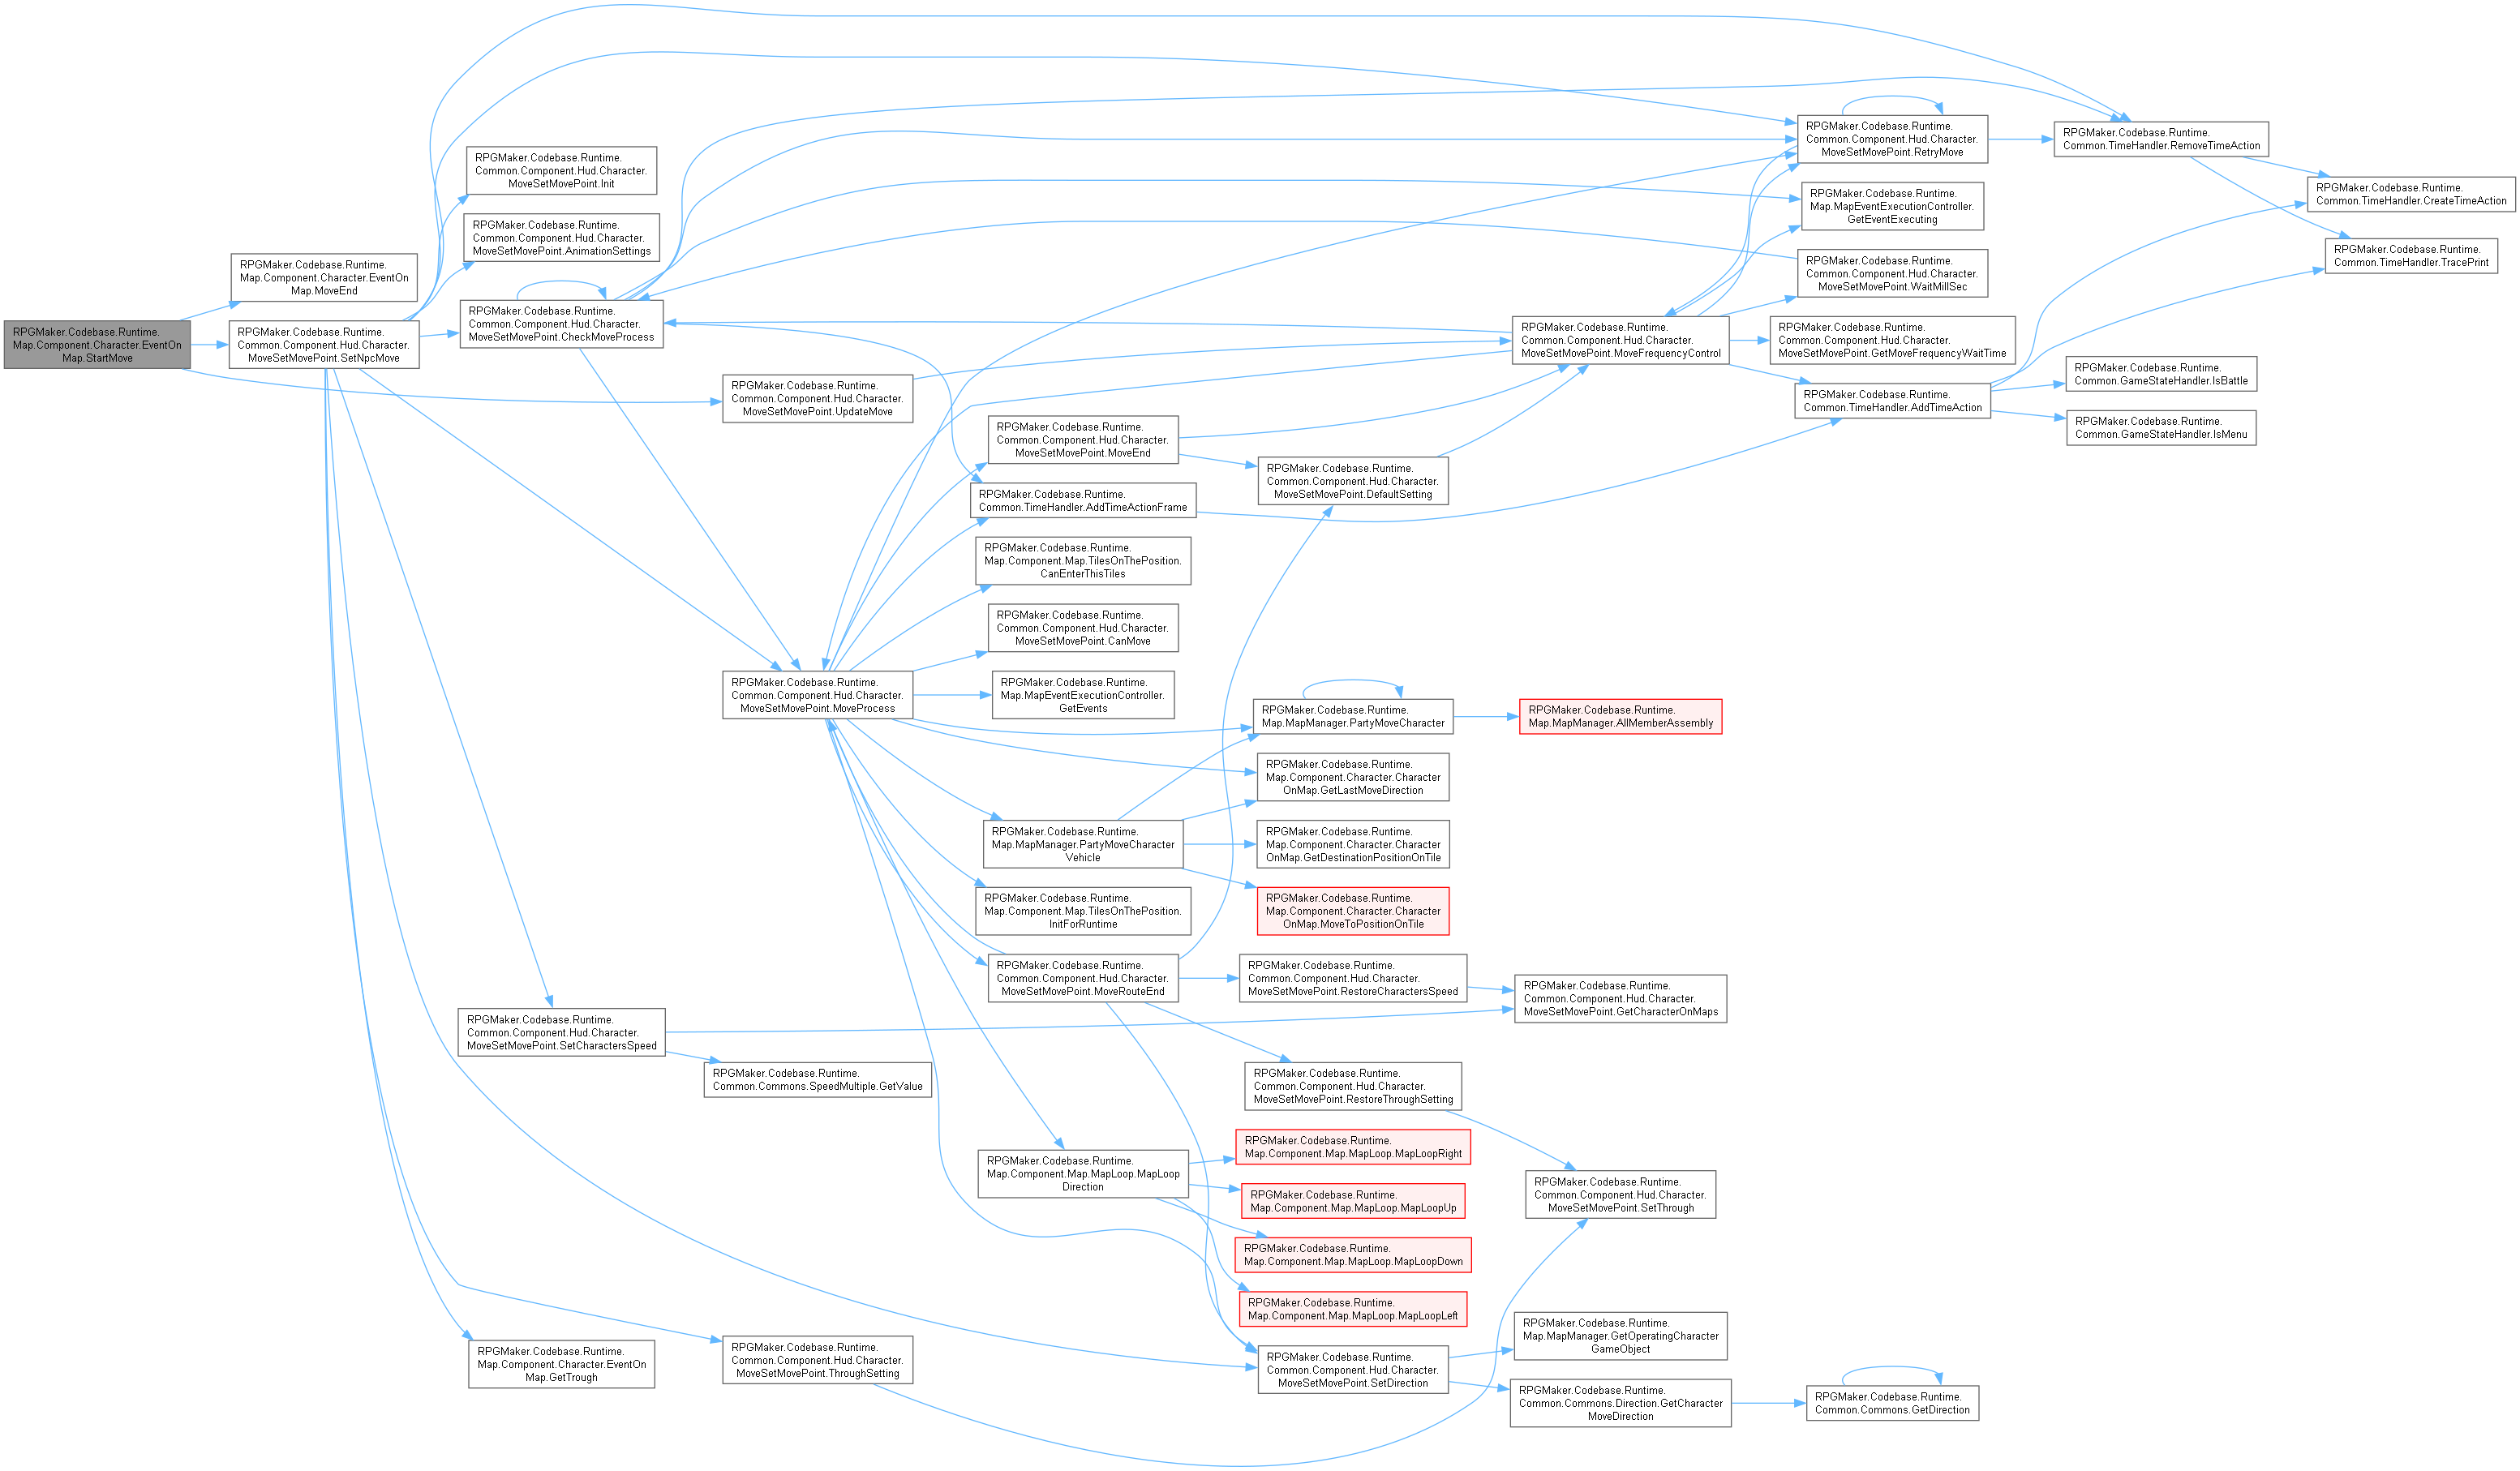 RPGMaker.Codebase.Runtime.
Map.Component.Character.EventOn
Map.StartMove
RPGMaker.Codebase.Runtime.
Map.Component.Character.EventOn
Map.MoveEnd
RPGMaker.Codebase.Runtime.
Common.Component.Hud.Character.
MoveSetMovePoint.SetNpcMove
RPGMaker.Codebase.Runtime.
Common.Component.Hud.Character.
MoveSetMovePoint.Init
RPGMaker.Codebase.Runtime.
Common.Component.Hud.Character.
MoveSetMovePoint.AnimationSettings
RPGMaker.Codebase.Runtime.
Common.Component.Hud.Character.
MoveSetMovePoint.CheckMoveProcess
RPGMaker.Codebase.Runtime.
Common.Component.Hud.Character.
MoveSetMovePoint.SetCharactersSpeed
RPGMaker.Codebase.Runtime.
Map.Component.Character.EventOn
Map.GetTrough
RPGMaker.Codebase.Runtime.
Common.Component.Hud.Character.
MoveSetMovePoint.UpdateMove
RPGMaker.Codebase.Runtime.
Common.Component.Hud.Character.
MoveSetMovePoint.MoveProcess
RPGMaker.Codebase.Runtime.
Common.Commons.SpeedMultiple.GetValue
RPGMaker.Codebase.Runtime.
Common.Component.Hud.Character.
MoveSetMovePoint.ThroughSetting
RPGMaker.Codebase.Runtime.
Common.Component.Hud.Character.
MoveSetMovePoint.MoveEnd
RPGMaker.Codebase.Runtime.
Common.TimeHandler.AddTimeActionFrame
RPGMaker.Codebase.Runtime.
Map.Component.Map.TilesOnThePosition.
CanEnterThisTiles
RPGMaker.Codebase.Runtime.
Common.Component.Hud.Character.
MoveSetMovePoint.CanMove
RPGMaker.Codebase.Runtime.
Map.MapEventExecutionController.
GetEvents
RPGMaker.Codebase.Runtime.
Map.MapManager.PartyMoveCharacter
Vehicle
RPGMaker.Codebase.Runtime.
Map.Component.Map.TilesOnThePosition.
InitForRuntime
RPGMaker.Codebase.Runtime.
Common.Component.Hud.Character.
MoveSetMovePoint.MoveRouteEnd
RPGMaker.Codebase.Runtime.
Map.Component.Map.MapLoop.MapLoop
Direction
RPGMaker.Codebase.Runtime.
Common.Component.Hud.Character.
MoveSetMovePoint.DefaultSetting
RPGMaker.Codebase.Runtime.
Map.MapManager.PartyMoveCharacter
RPGMaker.Codebase.Runtime.
Map.Component.Character.Character
OnMap.GetLastMoveDirection
RPGMaker.Codebase.Runtime.
Map.Component.Character.Character
OnMap.GetDestinationPositionOnTile
RPGMaker.Codebase.Runtime.
Map.Component.Character.Character
OnMap.MoveToPositionOnTile
RPGMaker.Codebase.Runtime.
Common.Component.Hud.Character.
MoveSetMovePoint.RestoreCharactersSpeed
RPGMaker.Codebase.Runtime.
Common.Component.Hud.Character.
MoveSetMovePoint.RestoreThroughSetting
RPGMaker.Codebase.Runtime.
Map.Component.Map.MapLoop.MapLoopRight
RPGMaker.Codebase.Runtime.
Map.Component.Map.MapLoop.MapLoopUp
RPGMaker.Codebase.Runtime.
Map.Component.Map.MapLoop.MapLoopDown
RPGMaker.Codebase.Runtime.
Map.Component.Map.MapLoop.MapLoopLeft
RPGMaker.Codebase.Runtime.
Common.Component.Hud.Character.
MoveSetMovePoint.SetDirection
RPGMaker.Codebase.Runtime.
Common.Component.Hud.Character.
MoveSetMovePoint.MoveFrequencyControl
RPGMaker.Codebase.Runtime.
Map.MapManager.AllMemberAssembly
RPGMaker.Codebase.Runtime.
Common.Component.Hud.Character.
MoveSetMovePoint.GetCharacterOnMaps
RPGMaker.Codebase.Runtime.
Common.Component.Hud.Character.
MoveSetMovePoint.SetThrough
RPGMaker.Codebase.Runtime.
Map.MapManager.GetOperatingCharacter
GameObject
RPGMaker.Codebase.Runtime.
Common.Commons.Direction.GetCharacter
MoveDirection
RPGMaker.Codebase.Runtime.
Common.Component.Hud.Character.
MoveSetMovePoint.RetryMove
RPGMaker.Codebase.Runtime.
Map.MapEventExecutionController.
GetEventExecuting
RPGMaker.Codebase.Runtime.
Common.Component.Hud.Character.
MoveSetMovePoint.WaitMillSec
RPGMaker.Codebase.Runtime.
Common.Component.Hud.Character.
MoveSetMovePoint.GetMoveFrequencyWaitTime
RPGMaker.Codebase.Runtime.
Common.TimeHandler.AddTimeAction
RPGMaker.Codebase.Runtime.
Common.Commons.GetDirection
RPGMaker.Codebase.Runtime.
Common.TimeHandler.RemoveTimeAction
RPGMaker.Codebase.Runtime.
Common.GameStateHandler.IsBattle
RPGMaker.Codebase.Runtime.
Common.GameStateHandler.IsMenu
RPGMaker.Codebase.Runtime.
Common.TimeHandler.CreateTimeAction
RPGMaker.Codebase.Runtime.
Common.TimeHandler.TracePrint